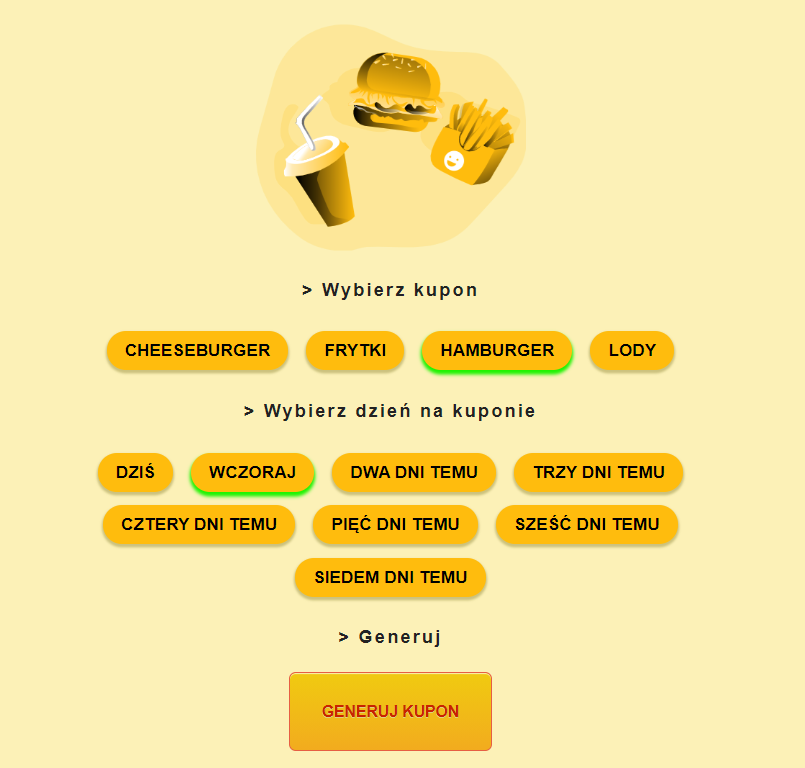 > Wybierz kupon
CHEESEBURGER FRYTKI HAMBURGER LODY
> Wybierz dzień na kuponie
DZIŚ WCZORAJ DWA DNI TEMU TRZY DNI TEMU
CZTERY DNI TEMU PIĘĆ DNI TEMU SZEŚĆ DNI TEMU
SIEDEM DNI TEMU
> Generuj
GENERUJ KUPON